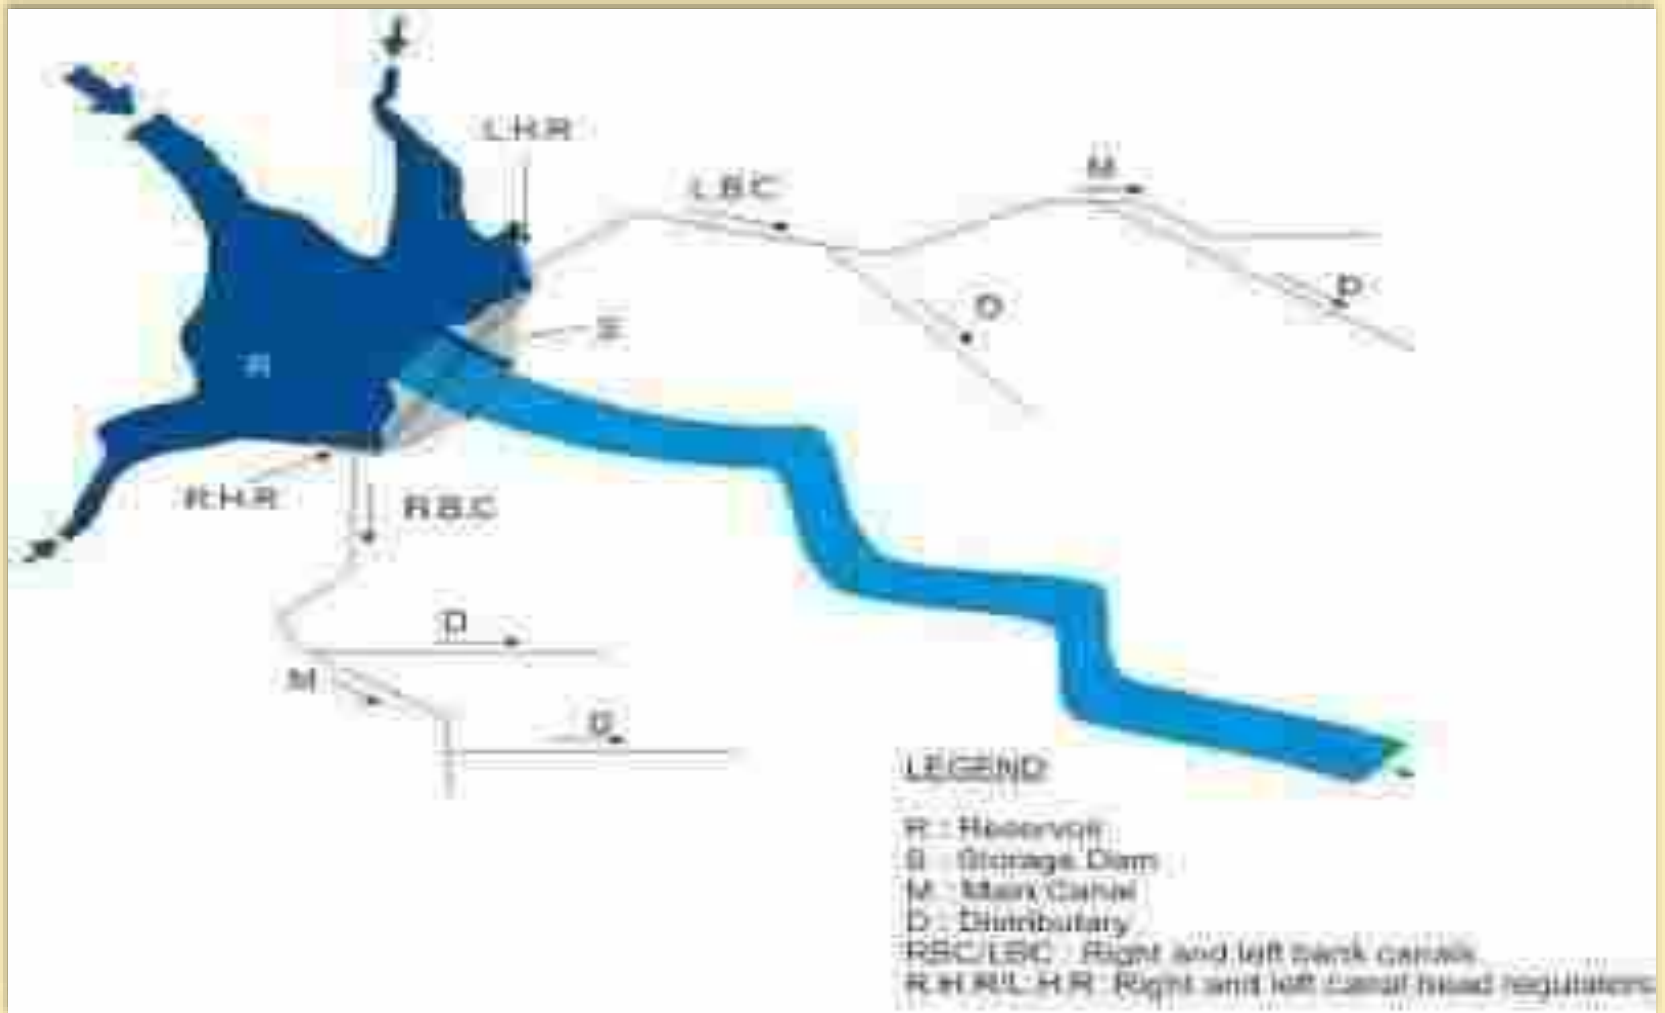 L.H.R
M
L.B.C
D
D
S
R
R.H.R
R.B.C
D
M
D
LEGEND
R : Reservoir
S : Storage Dam
M : Main Canal
D : Distributary
RBC/LBC : Right and left bank canals
R.H.R/L.H.R: Right and left canal head regulators